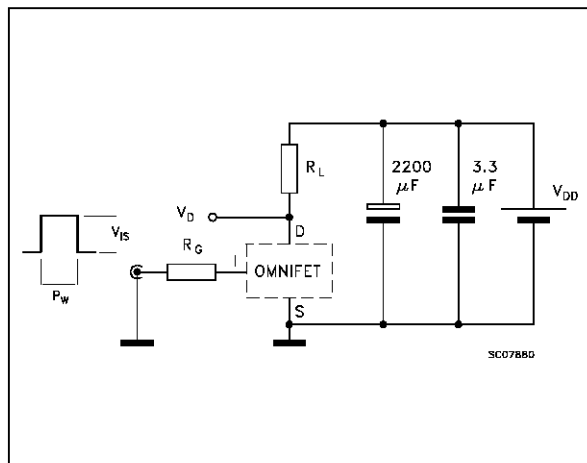 R_L
2200 µF
3.3 µF
V_DD
V_D
D
V_IS
R_G
I
OMNIFET
P_W
S
SC07880